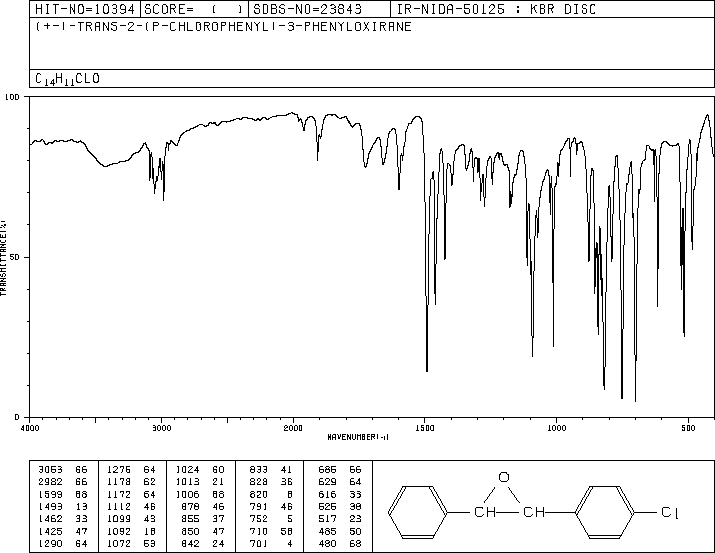 HIT-NO=10394 SCORE= ( ) SDBS-NO=23843 IR-NIDA-50125 : KBR DISC
(+-)-TRANS-2-(P-CHLOROPHENYL)-3-PHENYLOXIRANE
C14H11CLO
100
50
0
TRANSMITTANCE(%)
4000 3000 2000 1500 1000 500
WAVENUMBER(-1)
3063 66 1276 64 1024 60 833 41 686 56
2982 66 1178 62 1013 21 828 36 629 64
1599 68 1172 64 1006 68 820 8 616 33
1493 13 1112 46 878 46 791 46 525 38
1462 33 1099 43 855 37 752 5 517 23
1425 47 1092 18 850 47 710 58 485 50
1290 64 1072 53 842 24 701 4 480 68
O
CH CH Cl